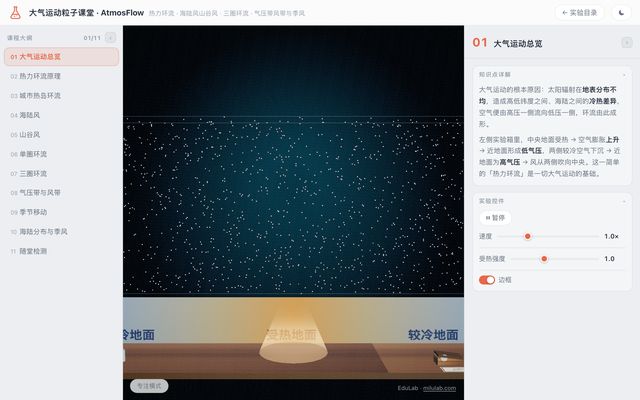 大气运动粒子课堂 · AtmosFlow
热力环流 · 海陆风山谷风 · 三圈环流 · 气压带风带与季风
← 实验目录
课程大纲
01/11
01 大气运动总览
02 热力环流原理
03 城市热岛环流
04 海陆风
05 山谷风
06 单圈环流
07 三圈环流
08 气压带与风带
09 季节移动
10 海陆分布与季风
11 随堂检测
冷地面
受热地面
较冷地面
专注模式
EduLab · milulab.com
01 大气运动总览
知识点详解
大气运动的根本原因：太阳辐射在地表分布不
均，造成高低纬度之间、海陆之间的冷热差异，
空气便由高压一侧流向低压一侧，环流由此成
形。
左侧实验箱里，中央地面受热 → 空气膨胀上升
→ 近地面形成低气压，两侧较冷空气下沉 → 近
地面为高气压 → 风从两侧吹向中央。这一简单
的「热力环流」是一切大气运动的基础。
实验控件
暂停
速度
1.0×
受热强度
1.0
边框